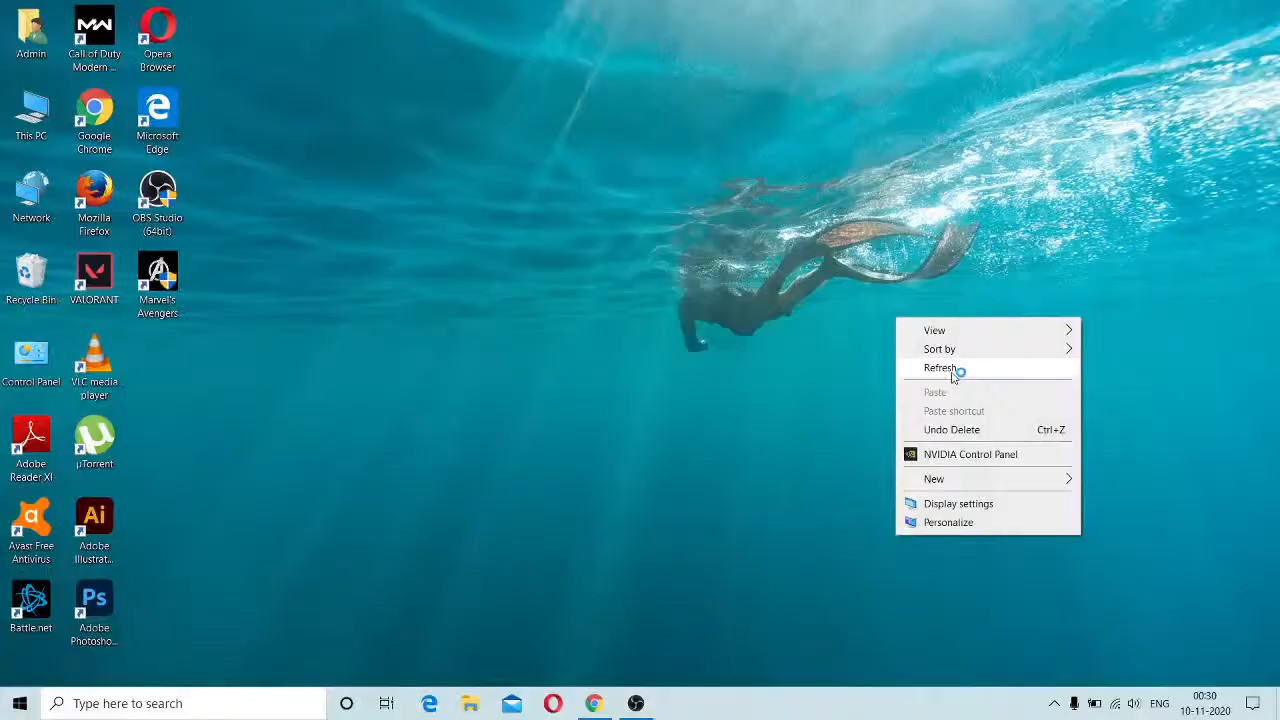 Admin
Call of Duty
Modern ...
Opera
Browser
This PC
Google
Chrome
Microsoft
Edge
Network
Mozilla
Firefox
OBS Studio
(64bit)
Recycle Bin
VALORANT
Marvel's
Avengers
Control Panel
VLC media
player
Adobe
Reader XI
µTorrent
Avast Free
Antivirus
Ai
Adobe
Illustrat...
Battle.net
Ps
Adobe
Photosho...
View
Sort by
Refresh
Paste
Paste shortcut
Undo Delete Ctrl+Z
NVIDIA Control Panel
New
Display settings
Personalize
Type here to search
ENG
00:30
10-11-2020